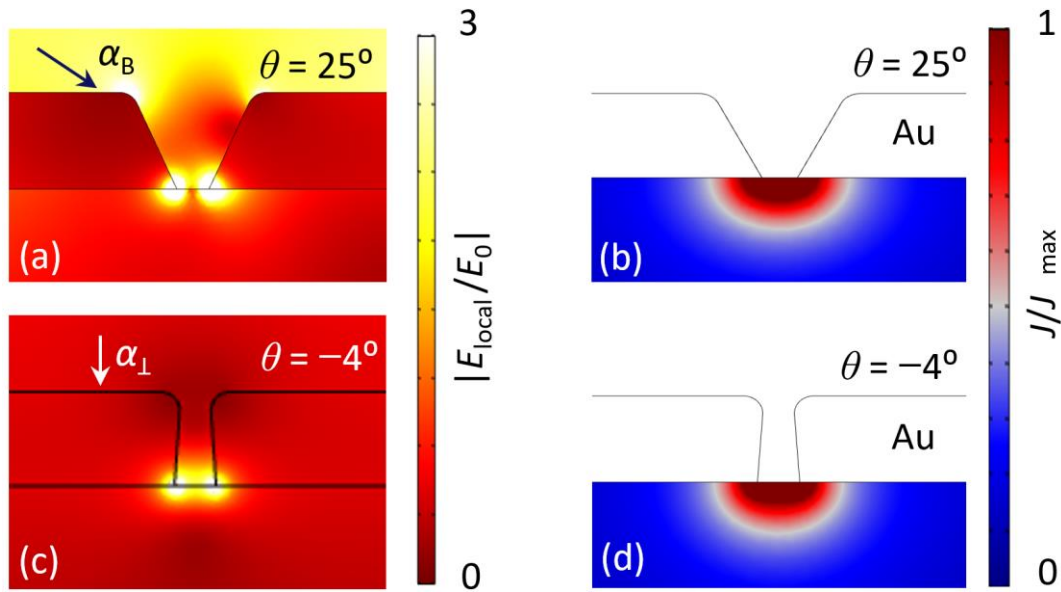 α_B
θ = 25º
(a)
3
|E_local/E_0|
0
θ = 25º
Au
(b)
1
J/J_max
0
α_⊥
θ = −4º
(c)
θ = −4º
Au
(d)